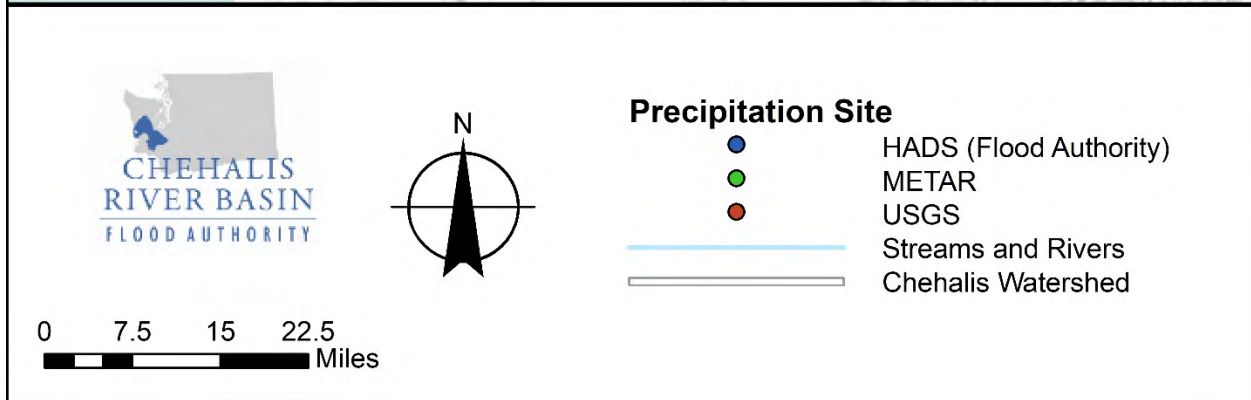 CHEHALIS
RIVER BASIN
FLOOD AUTHORITY
N
0 7.5 15 22.5
Miles
Precipitation Site
HADS (Flood Authority)
METAR
USGS
Streams and Rivers
Chehalis Watershed